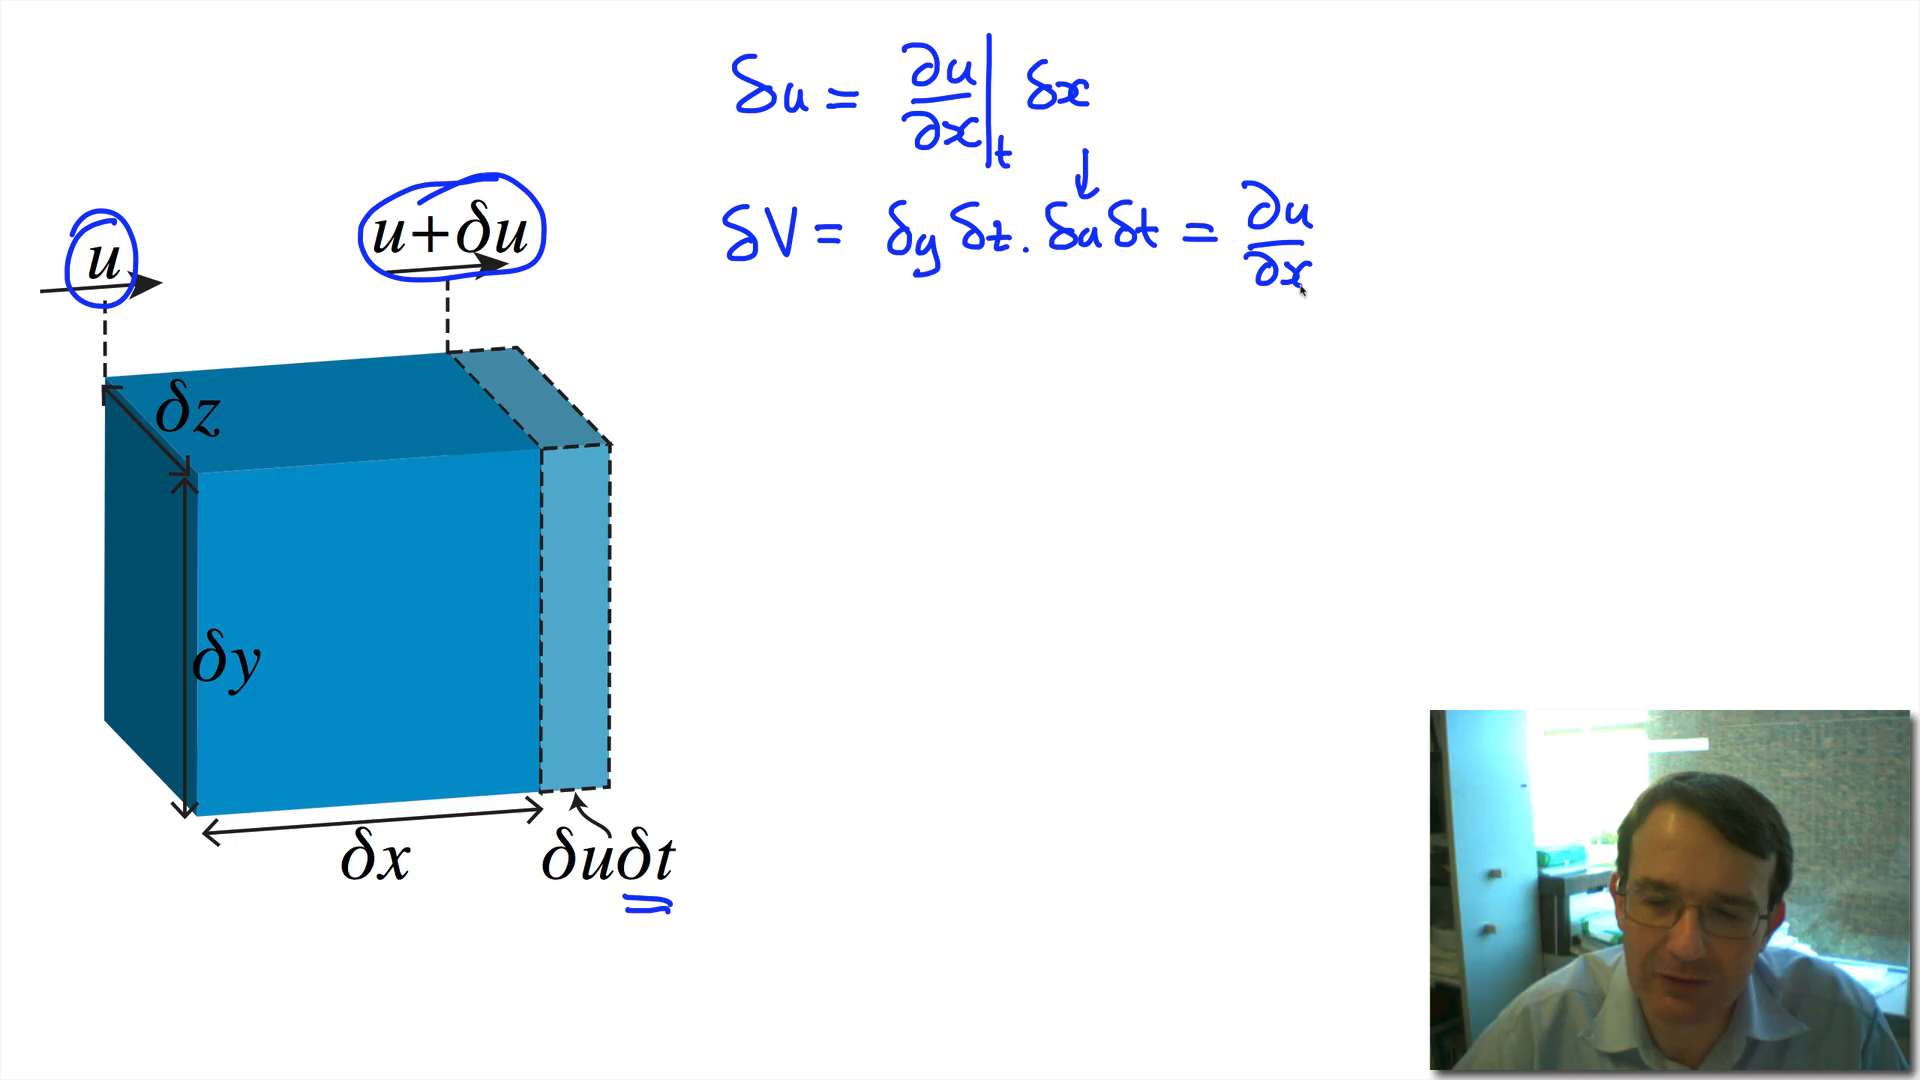 δu = ∂u/∂x |t δx
δV = δy δz . δu δt = ∂u/∂x
u
u+δu
δz
δy
δx
δuδt